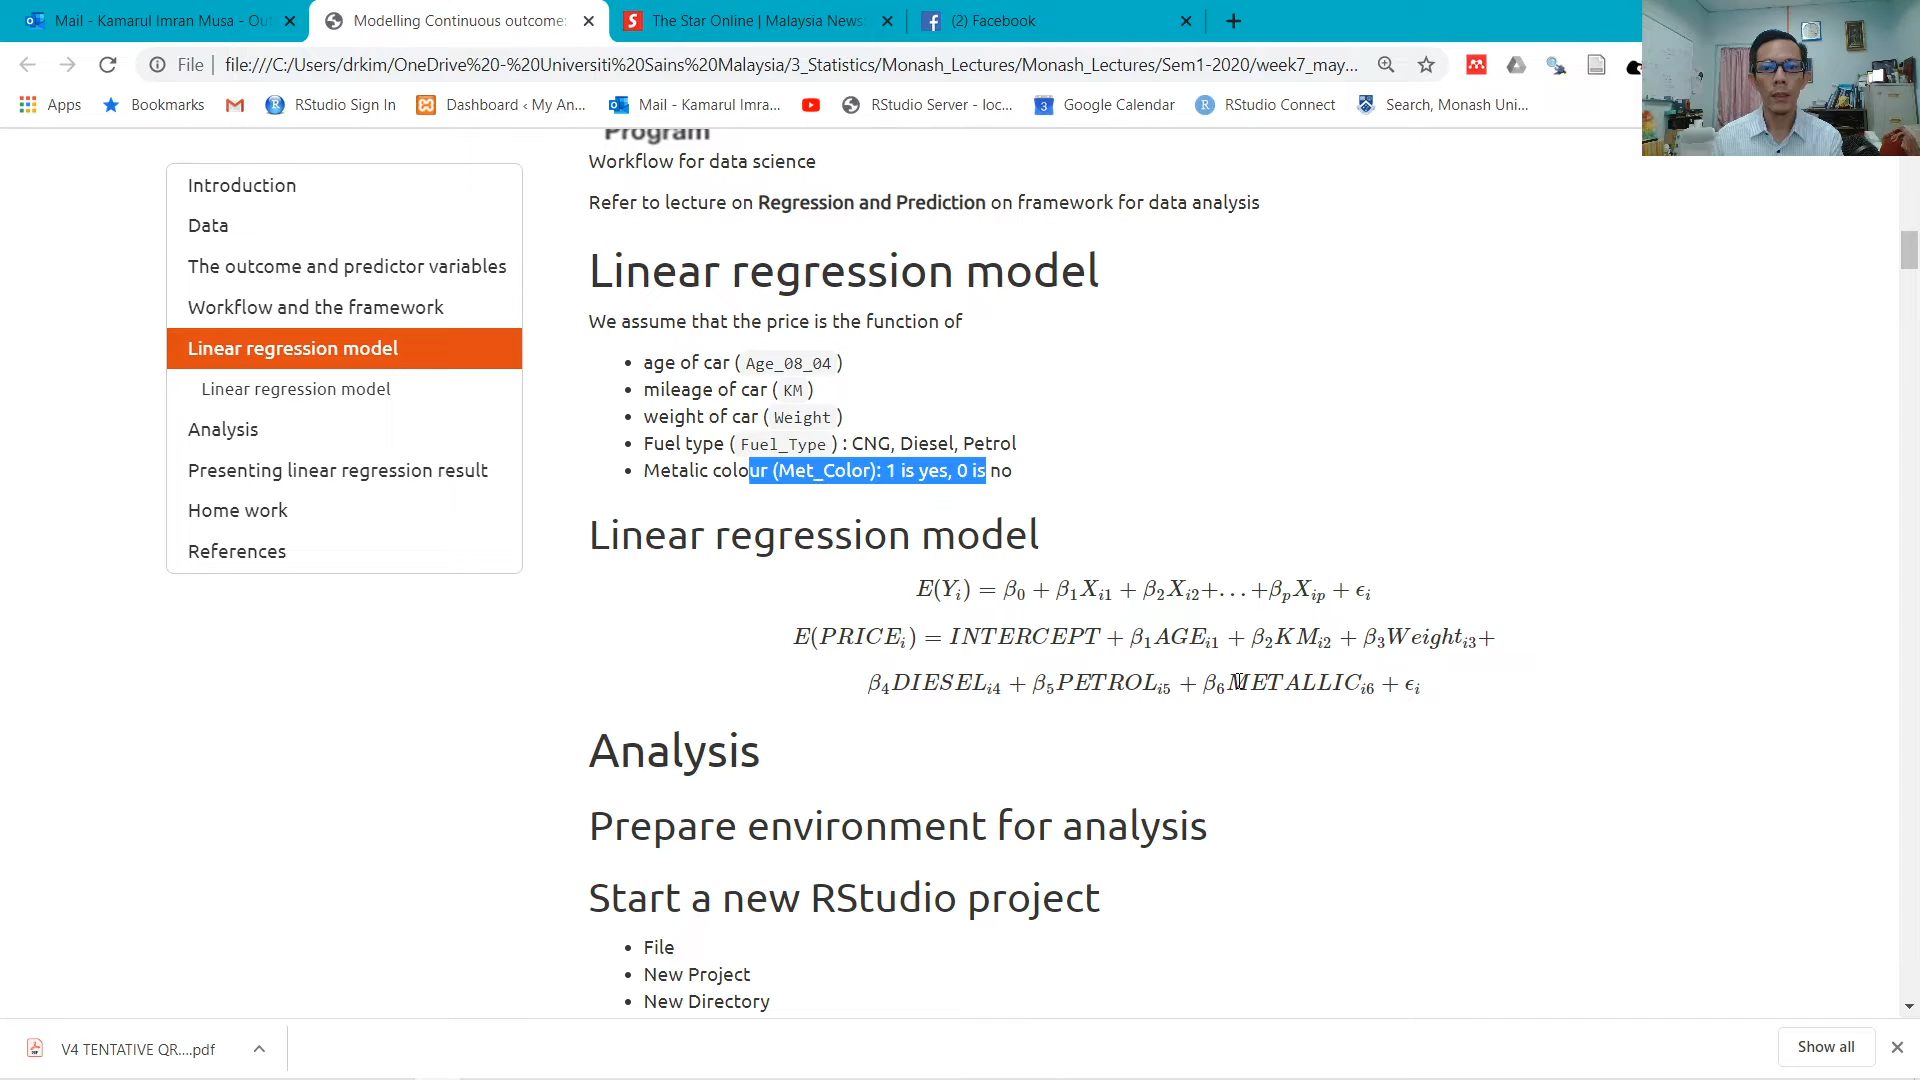 Mail - Kamarul Imran Musa - Ou
Modelling Continuous outcome:
The Star Online | Malaysia News:
(2) Facebook
File
file:///C:/Users/drkim/OneDrive%20-%20Universiti%20Sains%20Malaysia/3_Statistics/Monash_Lectures/Monash_Lectures/Sem1-2020/week7_may...
Apps
Bookmarks
RStudio Sign In
Dashboard ‹ My An...
Mail - Kamarul Imra...
RStudio Server - loc...
3 Google Calendar
R RStudio Connect
Search, Monash Uni...
Program
Workflow for data science
Refer to lecture on Regression and Prediction on framework for data analysis
Introduction
Data
The outcome and predictor variables
Workflow and the framework
Linear regression model
Linear regression model
Analysis
Presenting linear regression result
Home work
References
Linear regression model
We assume that the price is the function of
• age of car ( Age_08_04 )
• mileage of car ( KM )
• weight of car ( Weight )
• Fuel type ( Fuel_Type ) : CNG, Diesel, Petrol
• Metalic colour (Met_Color): 1 is yes, 0 is no
Linear regression model
E(Yᵢ) = β₀ + β₁Xᵢ₁ + β₂Xᵢ₂+...+βₚXᵢₚ + ϵᵢ
E(PRICEᵢ) = INTERCEPT + β₁AGEᵢ₁ + β₂KMᵢ₂ + β₃Weightᵢ₃+
β₄DIESELᵢ₄ + β₅PETROLᵢ₅ + β₆METALLICᵢ₆ + ϵᵢ
Analysis
Prepare environment for analysis
Start a new RStudio project
• File
• New Project
• New Directory
V4 TENTATIVE QR....pdf
Show all